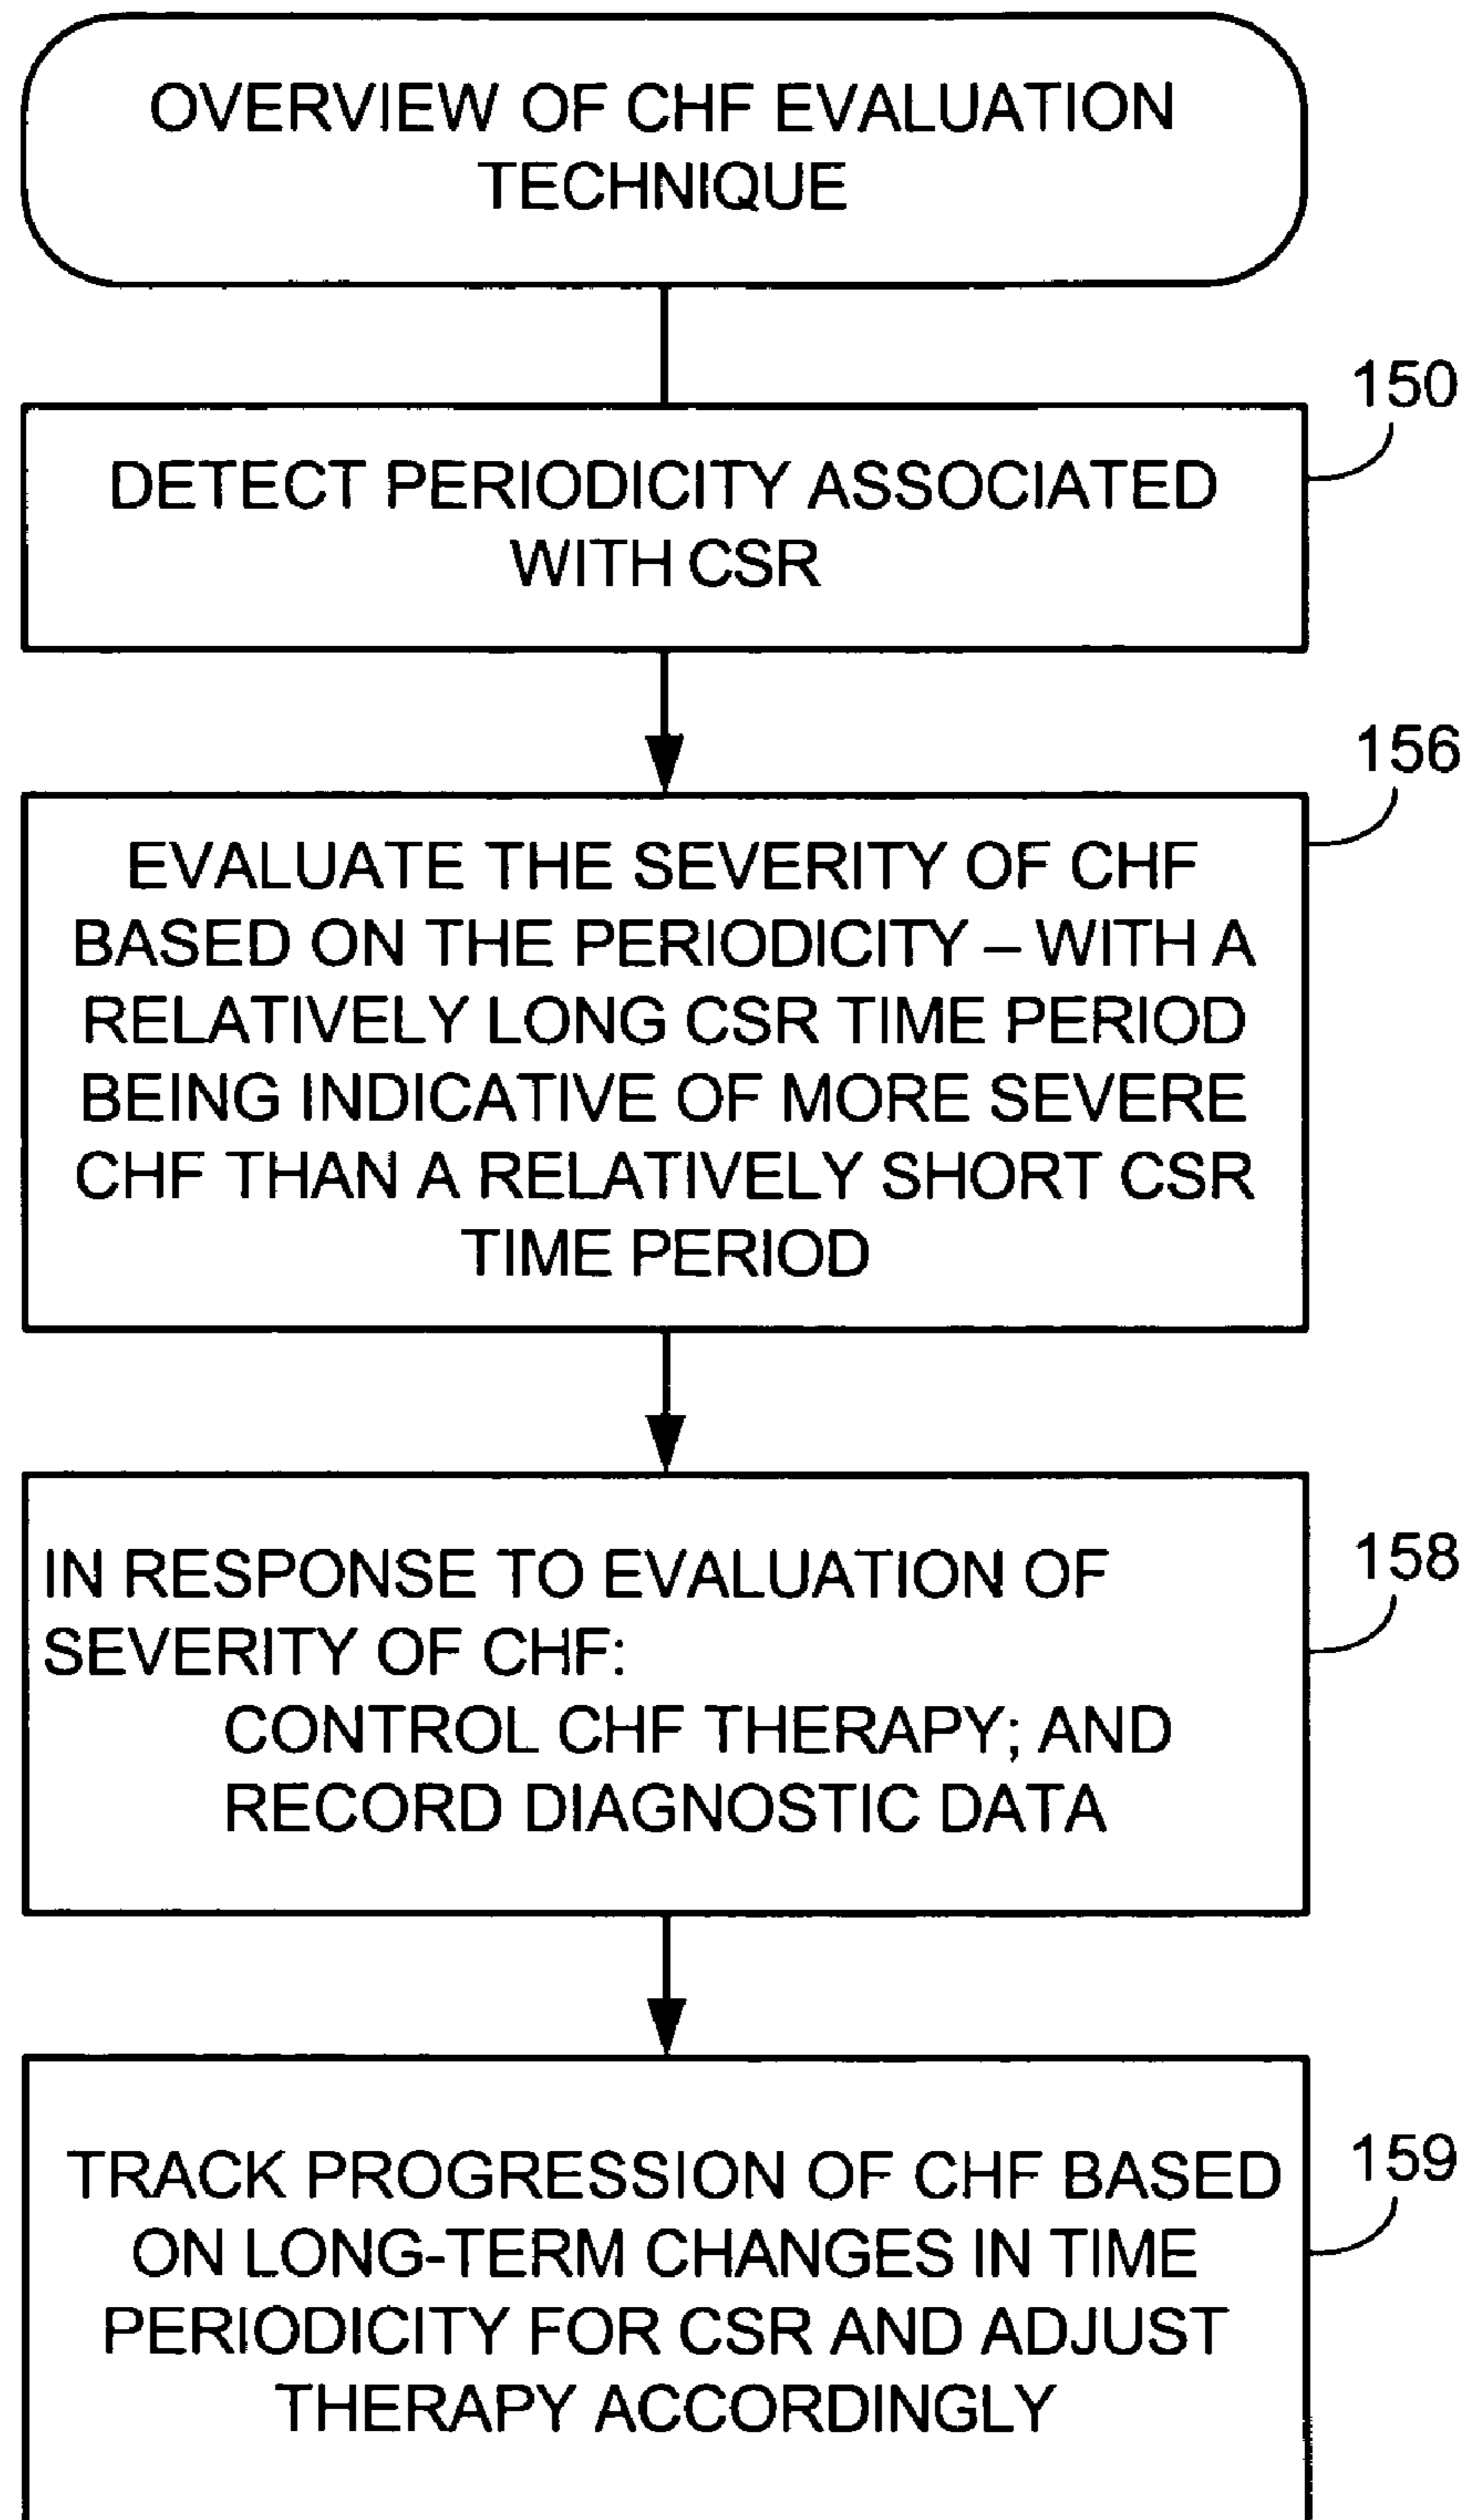 OVERVIEW OF CHF EVALUATION
TECHNIQUE
150
DETECT PERIODICITY ASSOCIATED
WITH CSR
156
EVALUATE THE SEVERITY OF CHF
BASED ON THE PERIODICITY – WITH A
RELATIVELY LONG CSR TIME PERIOD
BEING INDICATIVE OF MORE SEVERE
CHF THAN A RELATIVELY SHORT CSR
TIME PERIOD
158
IN RESPONSE TO EVALUATION OF
SEVERITY OF CHF:
CONTROL CHF THERAPY; AND
RECORD DIAGNOSTIC DATA
159
TRACK PROGRESSION OF CHF BASED
ON LONG-TERM CHANGES IN TIME
PERIODICITY FOR CSR AND ADJUST
THERAPY ACCORDINGLY